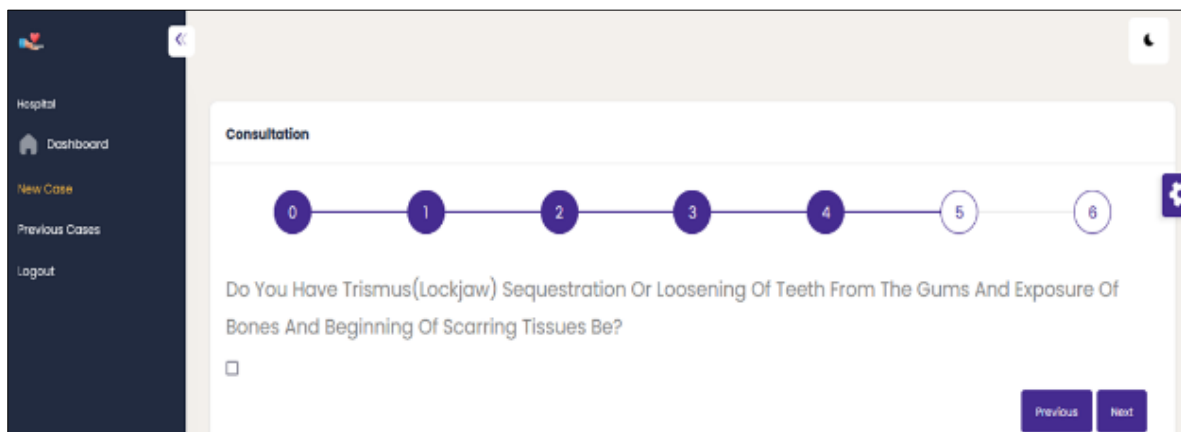 Hospital
Dashboard
New Case
Previous Cases
Logout
Consultation
0 1 2 3 4 5 6
Do You Have Trismus(Lockjaw) Sequestration Or Loosening Of Teeth From The Gums And Exposure Of
Bones And Beginning Of Scarring Tissues Be?
Previous Next